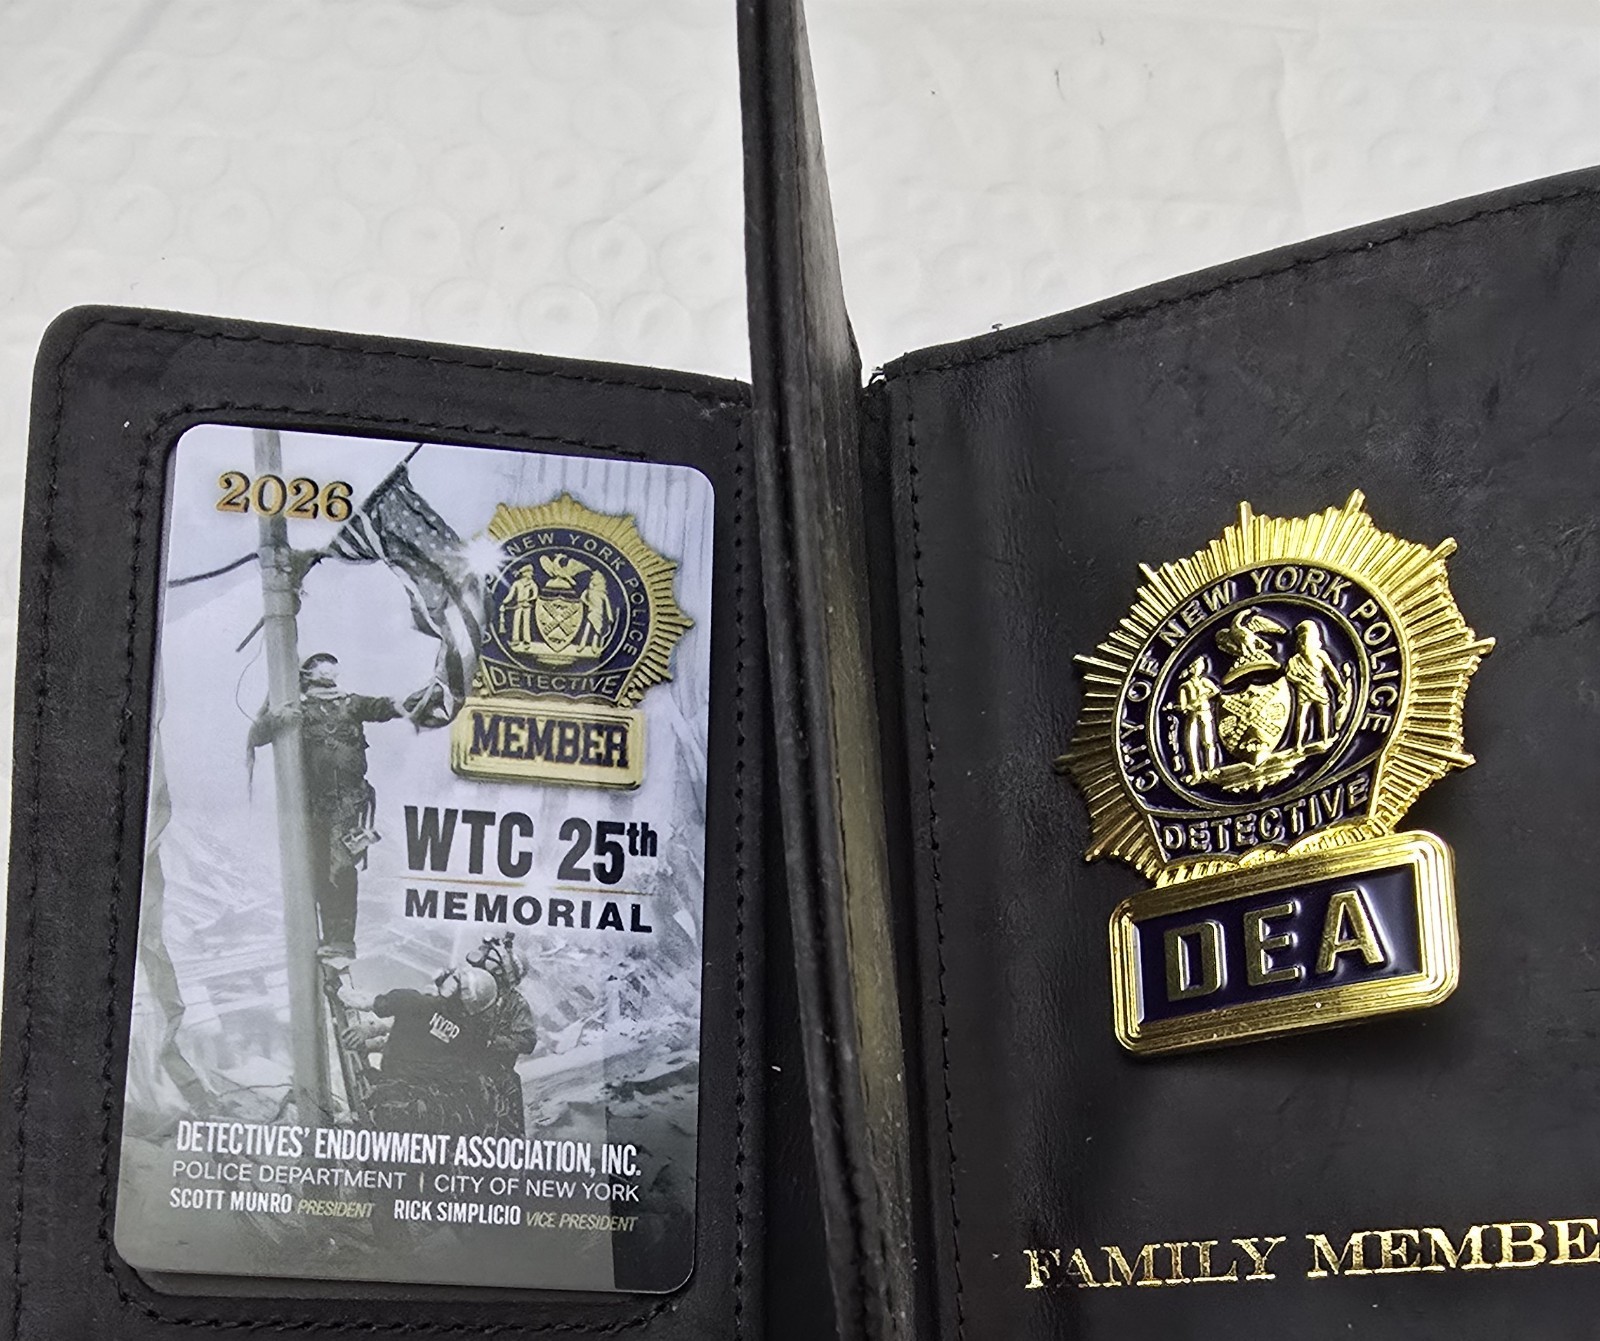 2026
NEW YORK POLICE
DETECTIVE
MEMBER
WTC 25th
MEMORIAL
NYPD
DETECTIVES' ENDOWMENT ASSOCIATION, INC.
POLICE DEPARTMENT | CITY OF NEW YORK
SCOTT MUNRO PRESIDENT RICK SIMPLICIO VICE PRESIDENT
CITY OF NEW YORK POLICE
DETECTIVE
DEA
FAMILY MEMBE